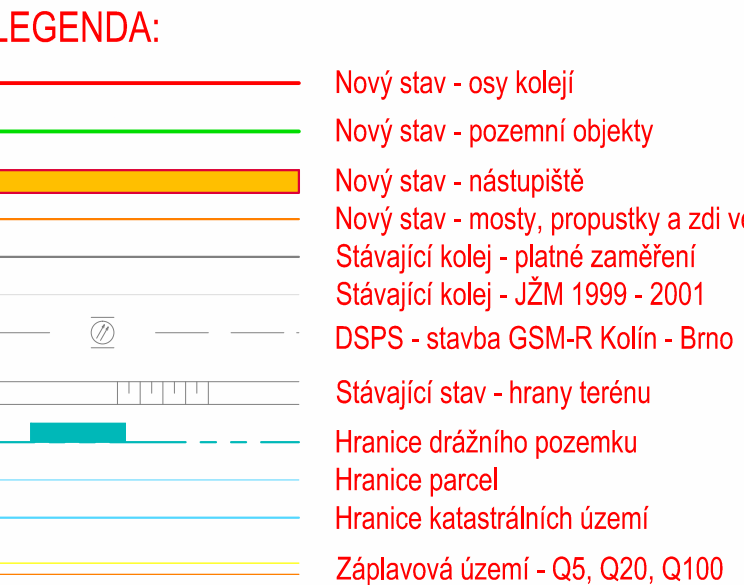 LEGENDA:
Nový stav - osy kolejí
Nový stav - pozemní objekty
Nový stav - nástupiště
Nový stav - mosty, propustky a zdi
Stávající kolej - platné zaměření
Stávající kolej - JŽM 1999 - 2001
DSPS - stavba GSM-R Kolín - Brno
Stávající stav - hrany terénu
Hranice drážního pozemku
Hranice parcel
Hranice katastrálních území
Záplavová území - Q5, Q20, Q100